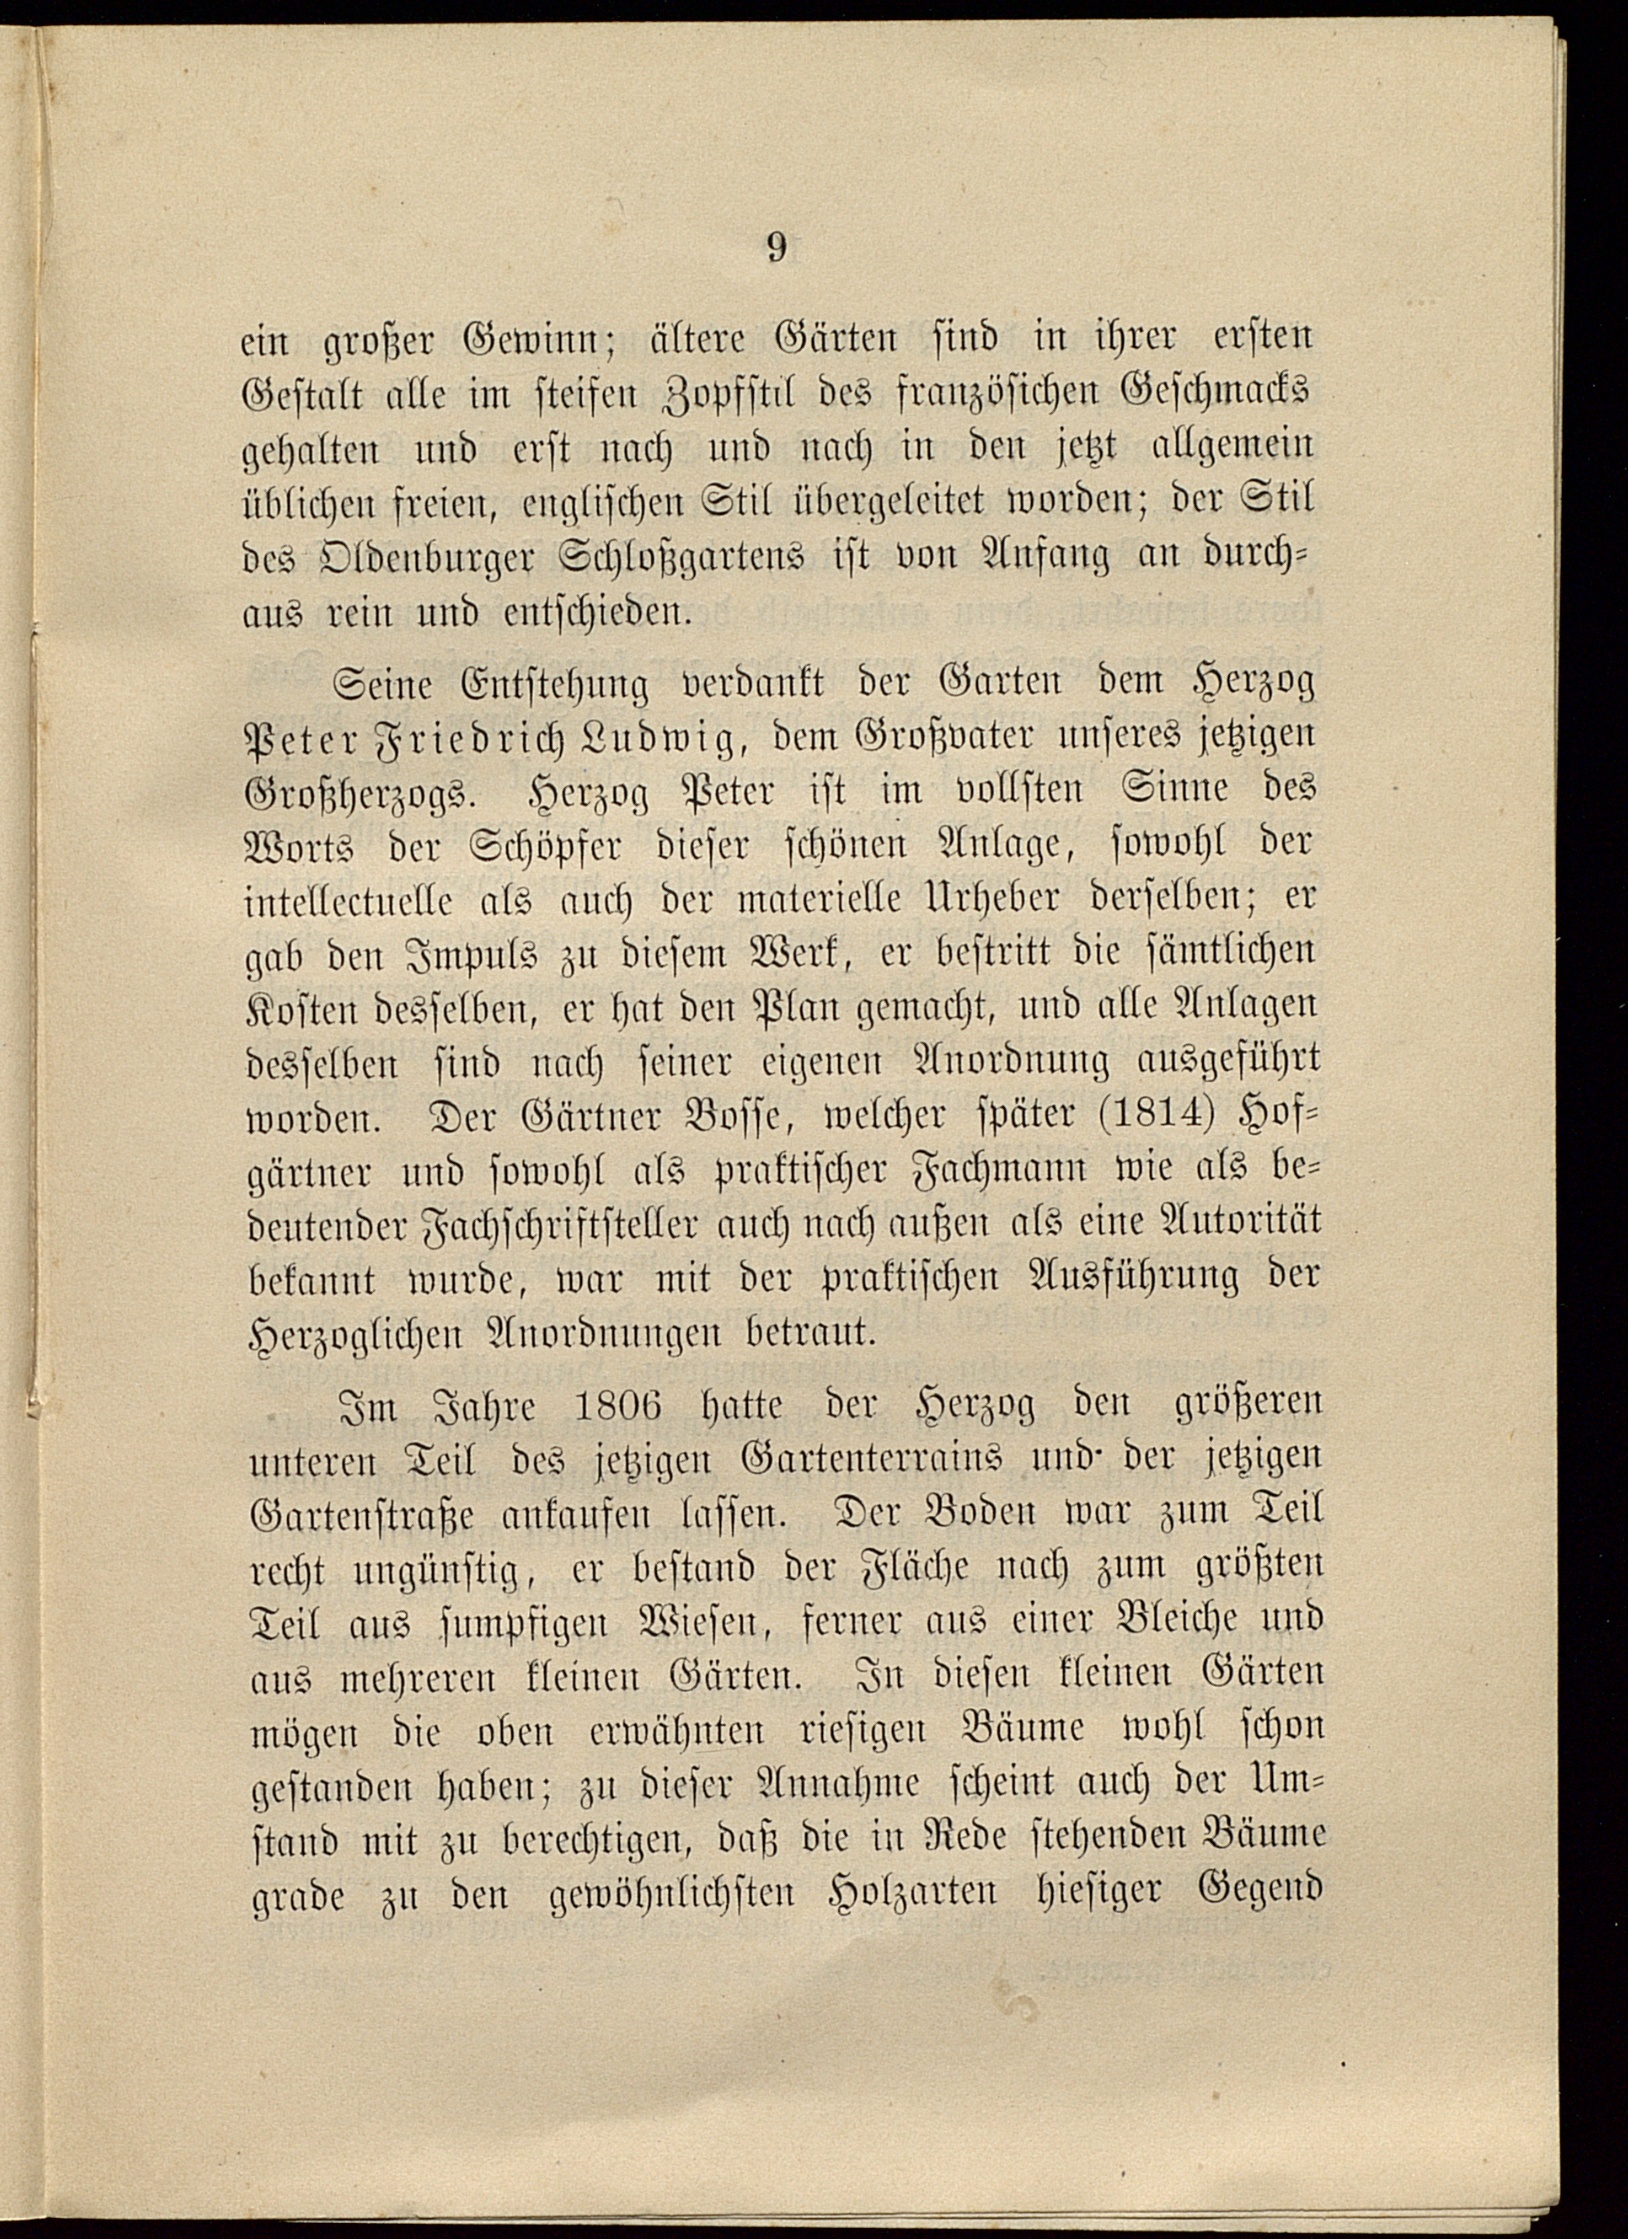 9
ein großer Gewinn; ältere Gärten sind in ihrer ersten
Gestalt alle im steifen Zopfstil des französichen Geschmacks
gehalten und erst nach und nach in den jetzt allgemein
üblichen freien, englischen Stil übergeleitet worden; der Stil
des Oldenburger Schloßgartens ist von Anfang an durch-
aus rein und entschieden.
Seine Entstehung verdankt der Garten dem Herzog
Peter Friedrich Ludwig, dem Großvater unseres jetzigen
Großherzogs. Herzog Peter ist im vollsten Sinne des
Worts der Schöpfer dieser schönen Anlage, sowohl der
intellectuelle als auch der materielle Urheber derselben; er
gab den Impuls zu diesem Werk, er bestritt die sämtlichen
Kosten desselben, er hat den Plan gemacht, und alle Anlagen
desselben sind nach seiner eigenen Anordnung ausgeführt
worden. Der Gärtner Bosse, welcher später (1814) Hof-
gärtner und sowohl als praktischer Fachmann wie als be-
deutender Fachschriftsteller auch nach außen als eine Autorität
bekannt wurde, war mit der praktischen Ausführung der
Herzoglichen Anordnungen betraut.
Im Jahre 1806 hatte der Herzog den größeren
unteren Teil des jetzigen Gartenterrains und der jetzigen
Gartenstraße ankaufen lassen. Der Boden war zum Teil
recht ungünstig, er bestand der Fläche nach zum größten
Teil aus sumpfigen Wiesen, ferner aus einer Bleiche und
aus mehreren kleinen Gärten. In diesen kleinen Gärten
mögen die oben erwähnten riesigen Bäume wohl schon
gestanden haben; zu dieser Annahme scheint auch der Um-
stand mit zu berechtigen, daß die in Rede stehenden Bäume
grade zu den gewöhnlichsten Holzarten hiesiger Gegend